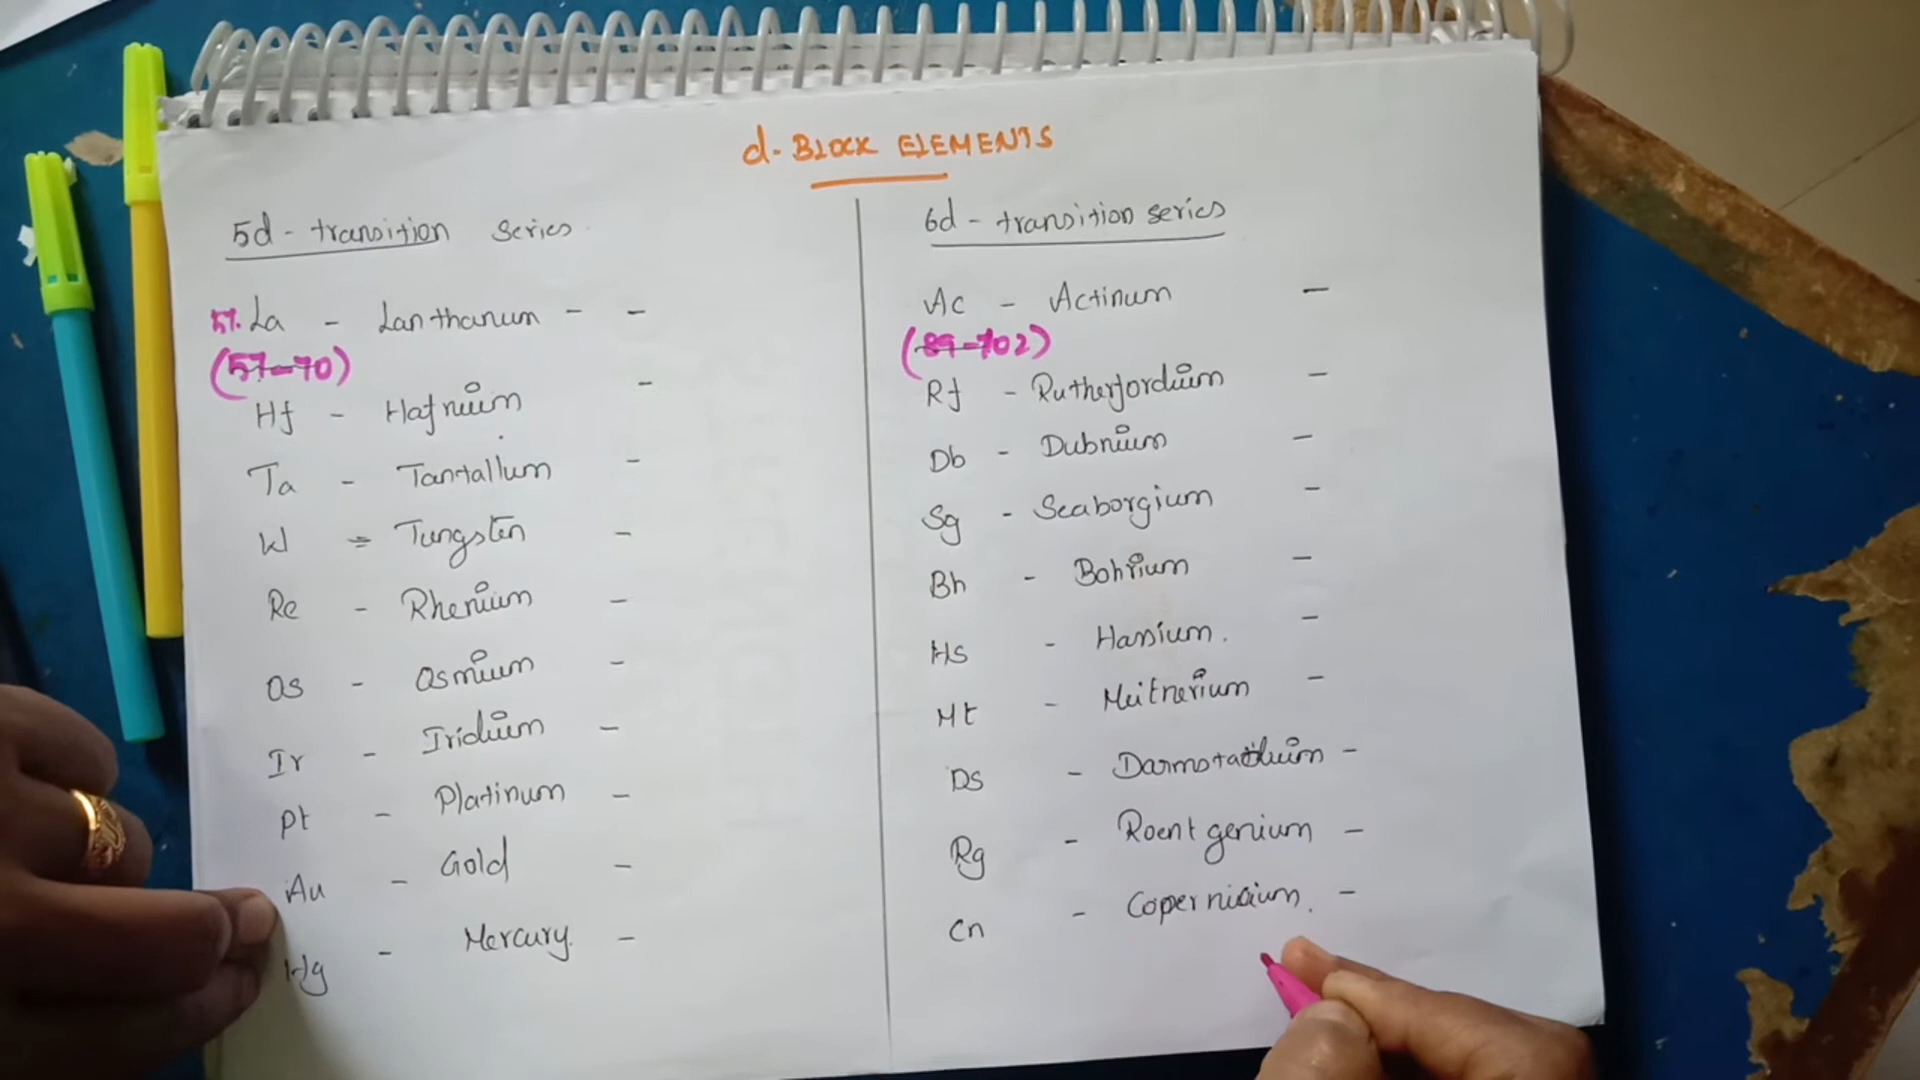 d-BLOCK ELEMENTS
5d - transition series
57. La - Lanthanum - -
(57-70)
Hf - Hafnium -
Ta - Tantallum -
W = Tungsten -
Re - Rhenium -
Os - Osmium -
Ir - Iridium -
Pt - Platinum -
Au - Gold -
Hg - Mercury. -
6d - transition series
Ac - Actinum -
(89-102)
Rf - Rutherfordium -
Db - Dubnium -
Sg - Seaborgium -
Bh - Bohrium -
Hs - Hassium. -
Mt - Meitnerium -
Ds - -
Rg - Roentgenium -
Cn - Copernicium. -